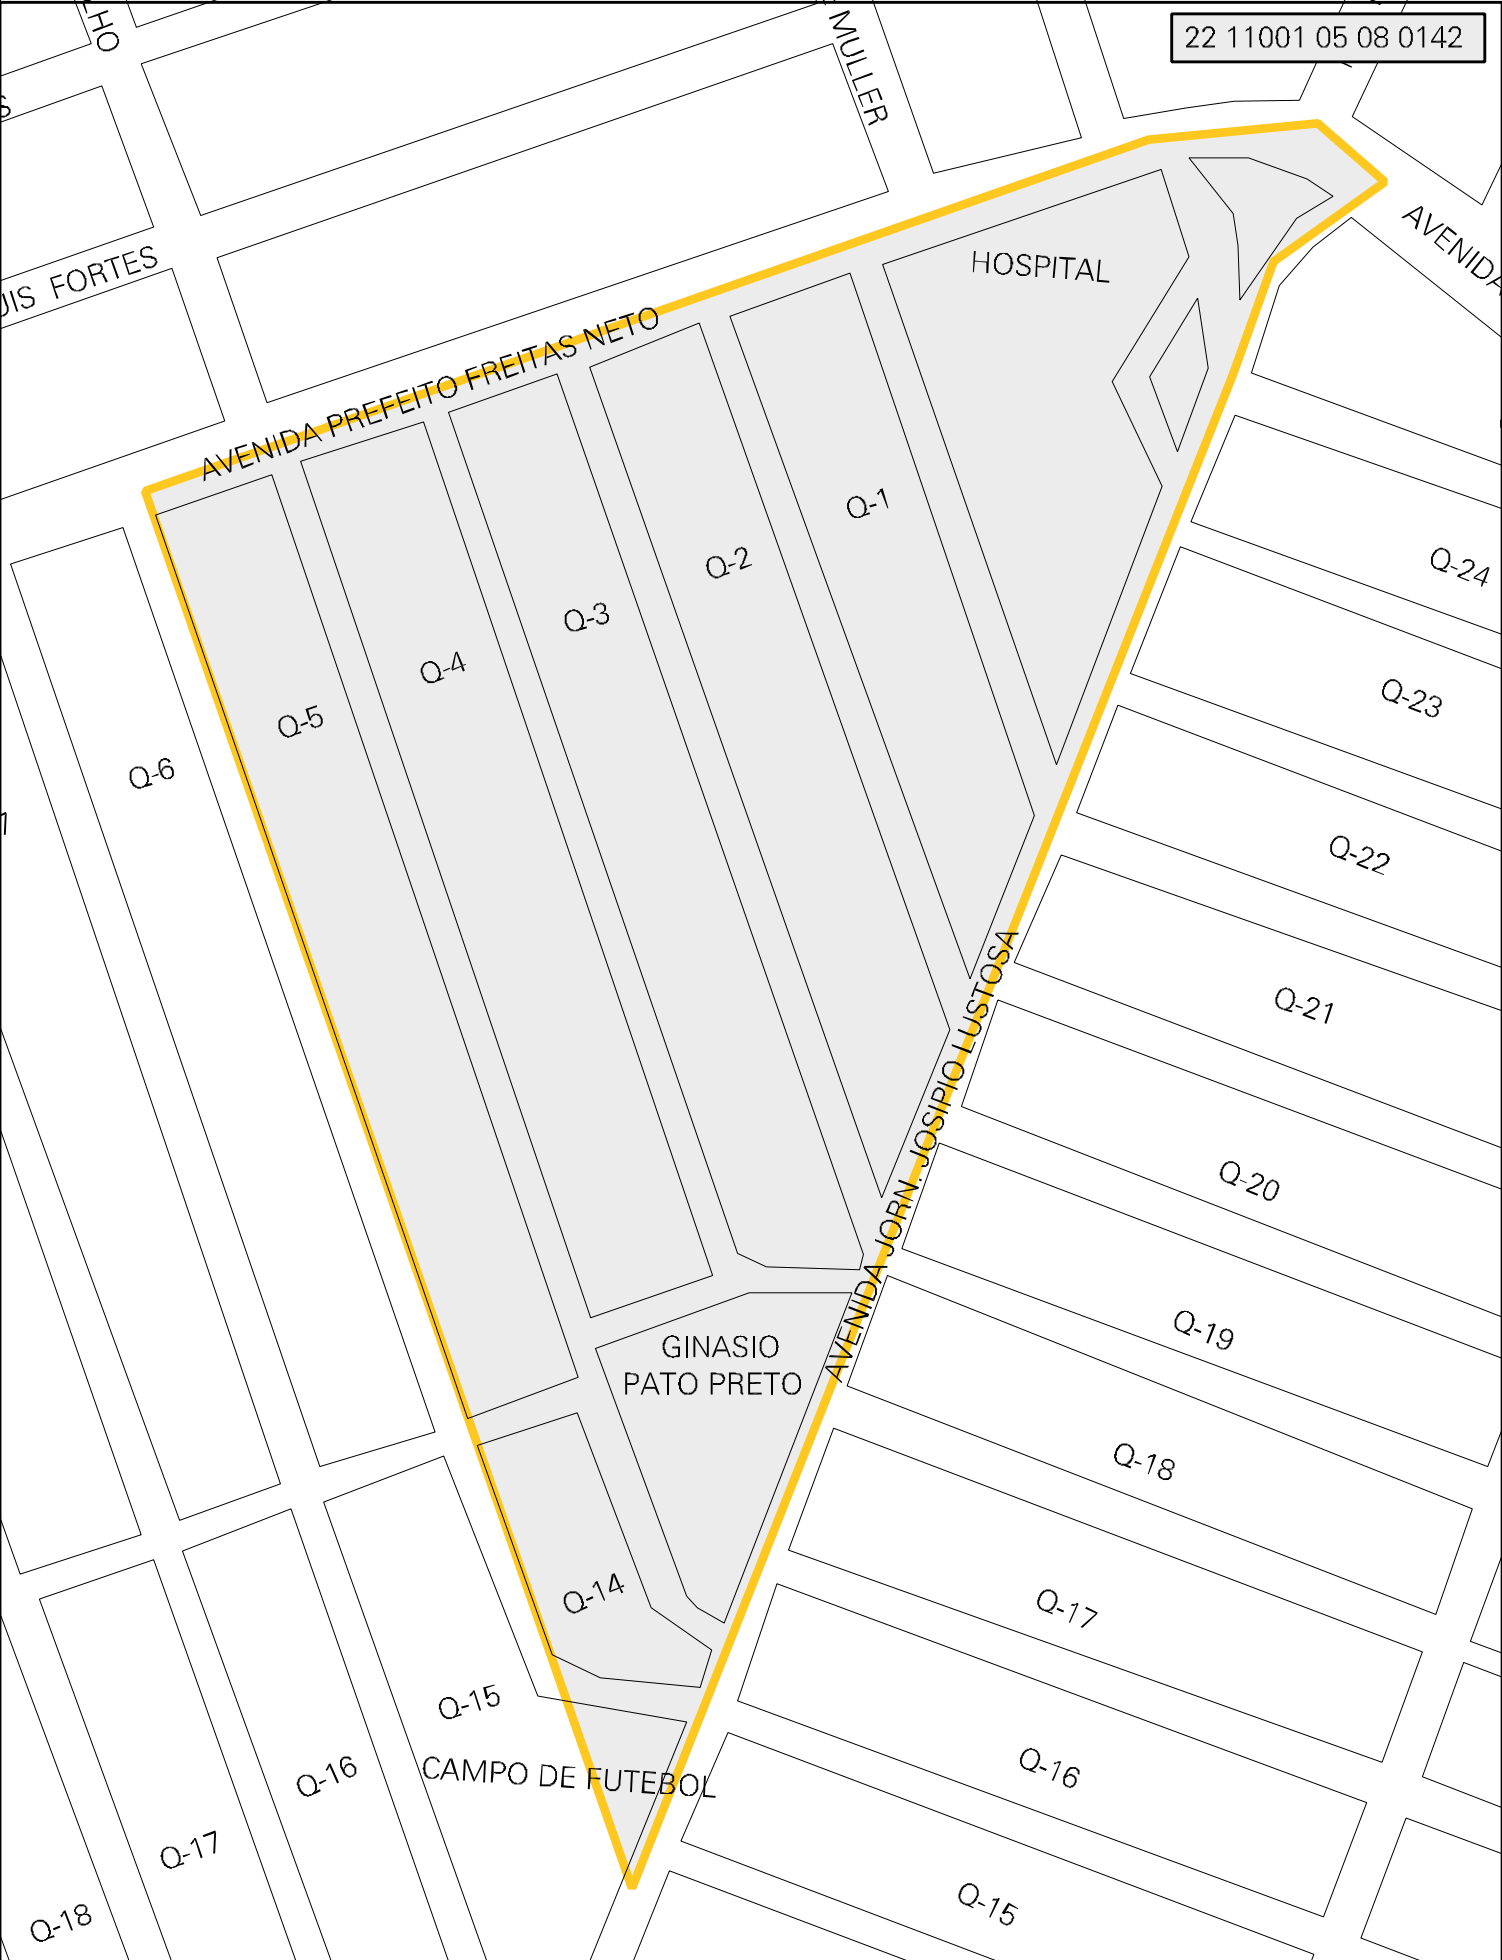 MULLER
22 11001 05 08 0142
AVENIDA
FORTES
HOSPITAL
AVENIDA PREFEITO FREITAS NETO
Q-1
Q-2
Q-3
Q-4
Q-5
Q-6
Q-24
Q-23
Q-22
Q-21
Q-20
Q-19
Q-18
Q-17
Q-16
Q-15
AVENIDA JORN. JOSIPIO LUSTOSA
GINASIO
PATO PRETO
Q-14
Q-15
CAMPO DE FUTEBOL
Q-16
Q-17
Q-18